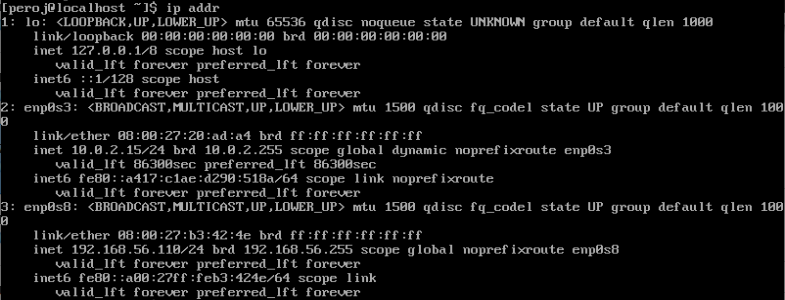 [peroj@localhost ~]$ ip addr
1: lo: <LOOPBACK,UP,LOWER_UP> mtu 65536 qdisc noqueue state UNKNOWN group default qlen 1000
    link/loopback 00:00:00:00:00:00 brd 00:00:00:00:00:00
    inet 127.0.0.1/8 scope host lo
       valid_lft forever preferred_lft forever
    inet6 ::1/128 scope host
       valid_lft forever preferred_lft forever
2: enp0s3: <BROADCAST,MULTICAST,UP,LOWER_UP> mtu 1500 qdisc fq_codel state UP group default qlen 100
0
    link/ether 08:00:27:20:ad:a4 brd ff:ff:ff:ff:ff:ff
    inet 10.0.2.15/24 brd 10.0.2.255 scope global dynamic noprefixroute enp0s3
       valid_lft 86300sec preferred_lft 86300sec
    inet6 fe80::a417:c1ae:d290:518a/64 scope link noprefixroute
       valid_lft forever preferred_lft forever
3: enp0s8: <BROADCAST,MULTICAST,UP,LOWER_UP> mtu 1500 qdisc fq_codel state UP group default qlen 100
0
    link/ether 08:00:27:b3:42:4e brd ff:ff:ff:ff:ff:ff
    inet 192.168.56.110/24 brd 192.168.56.255 scope global noprefixroute enp0s8
       valid_lft forever preferred_lft forever
    inet6 fe80::a00:27ff:feb3:424e/64 scope link
       valid_lft forever preferred_lft forever